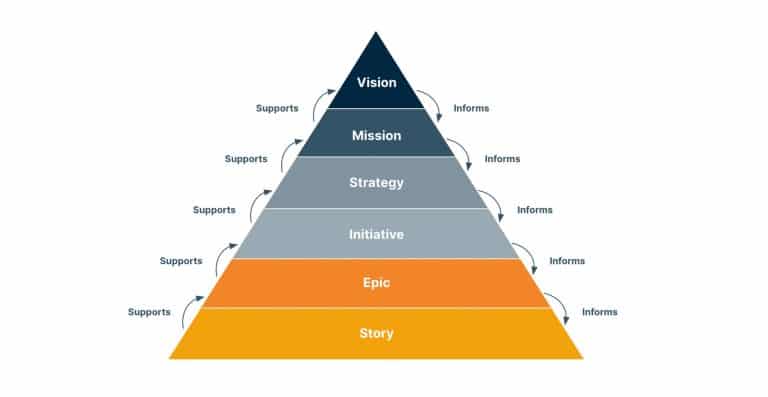 Vision
Supports
Informs
Mission
Supports
Informs
Strategy
Supports
Informs
Initiative
Supports
Informs
Epic
Supports
Informs
Story